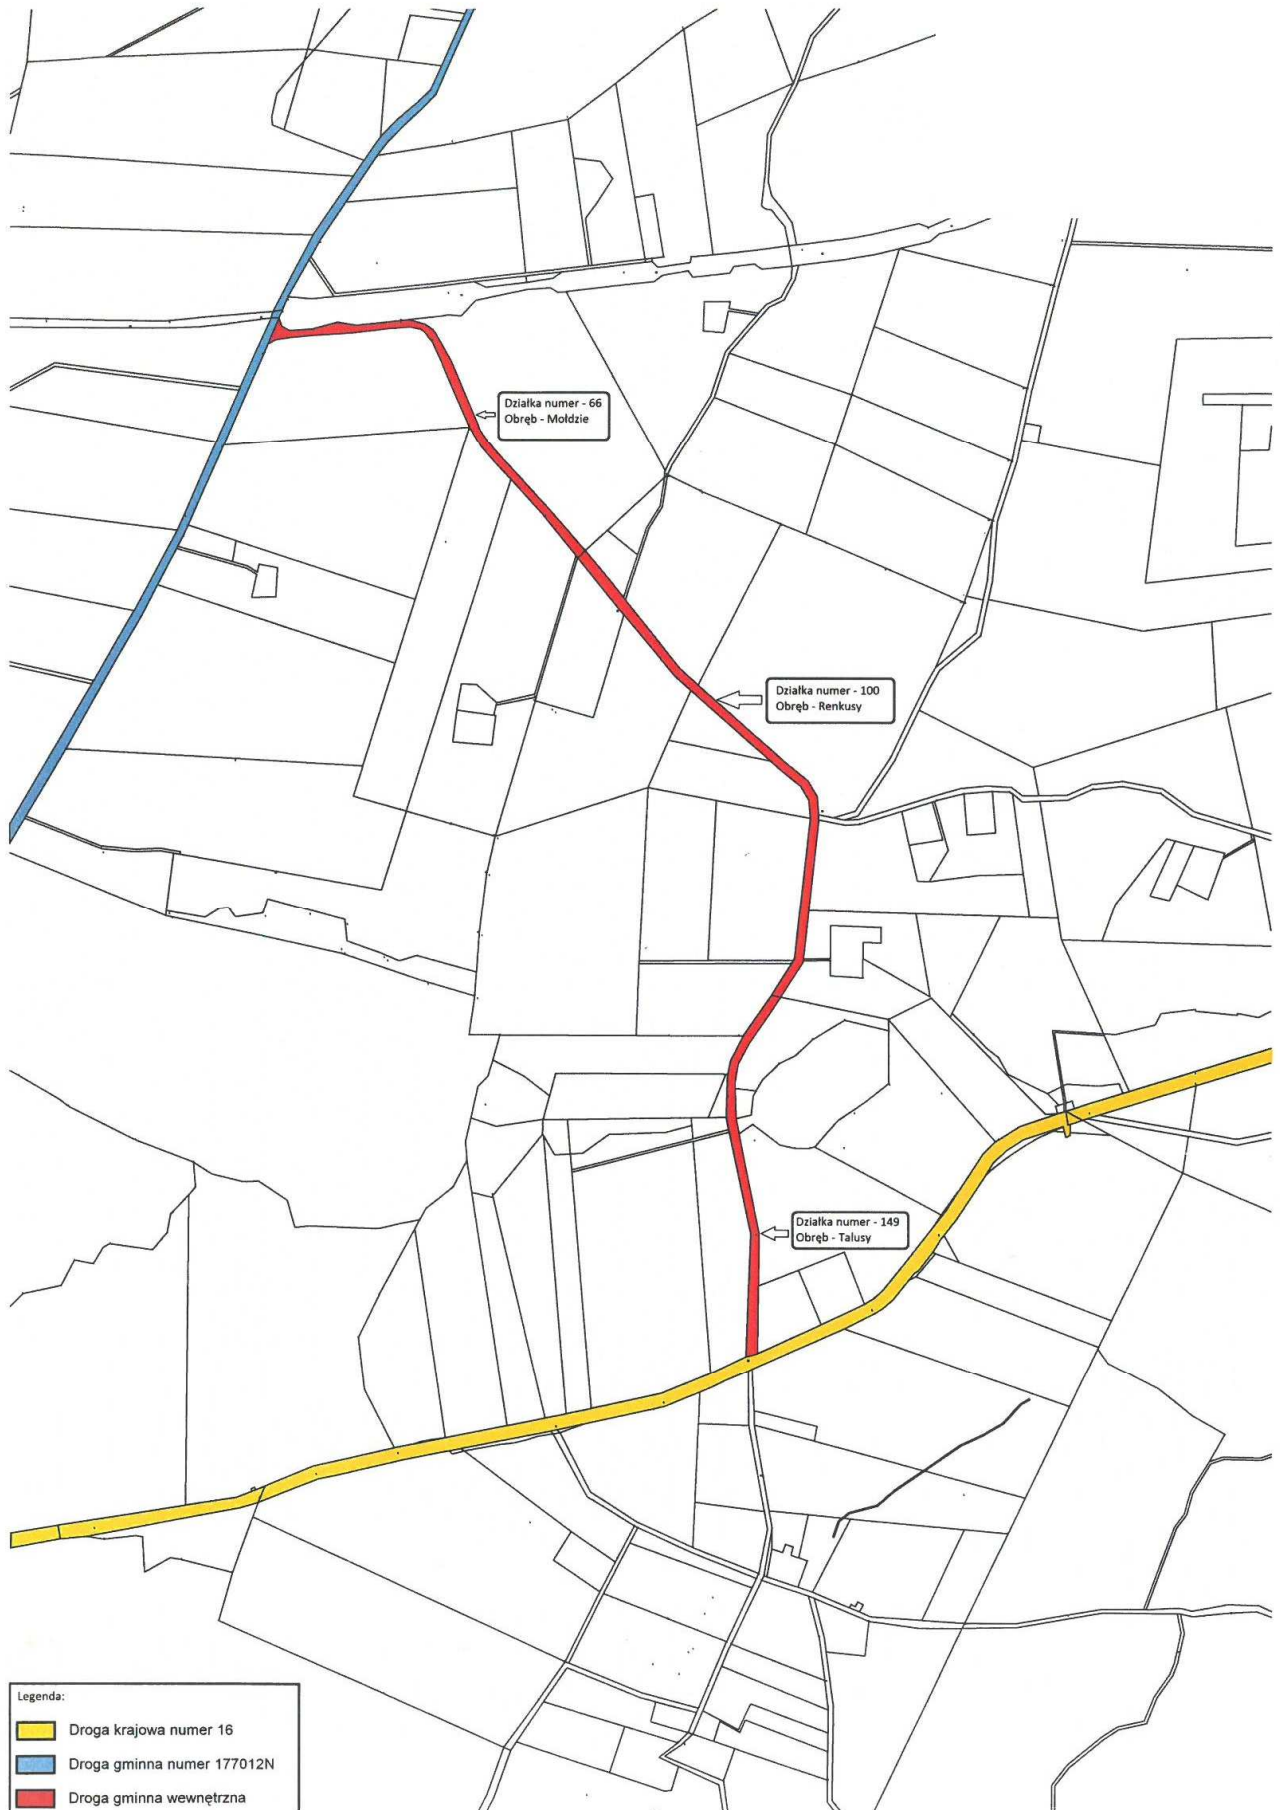 Działka numer - 66
Obręb - Mołdzie
Działka numer - 100
Obręb - Renkusy
Działka numer - 149
Obręb - Talusy
Legenda:
Droga krajowa numer 16
Droga gminna numer 177012N
Droga gminna wewnętrzna